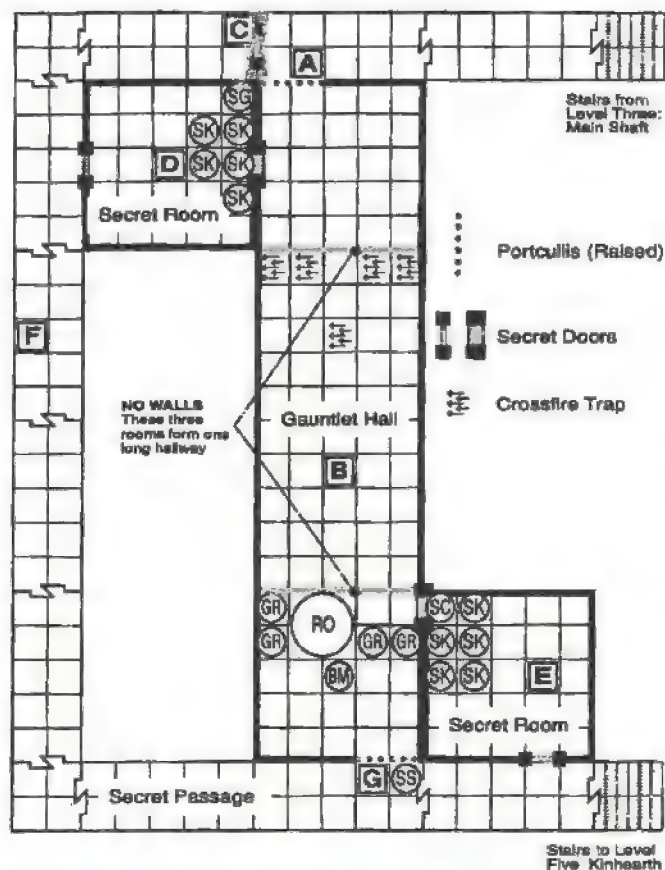 C
A
SG
SK SK
D SK SK
SK
Secret Room
Stairs from
Level Three:
Main Shaft
Portcullis (Raised)
F
Secret Doors
NO WALLS
These three
rooms form one
long hallway
Gauntlet Hall
Crossfire Trap
B
GR RO SC SK
GR GR GR SK SK
BM SK SK E
Secret Room
G SS
Secret Passage
Stairs to Level
Five Kinhearth